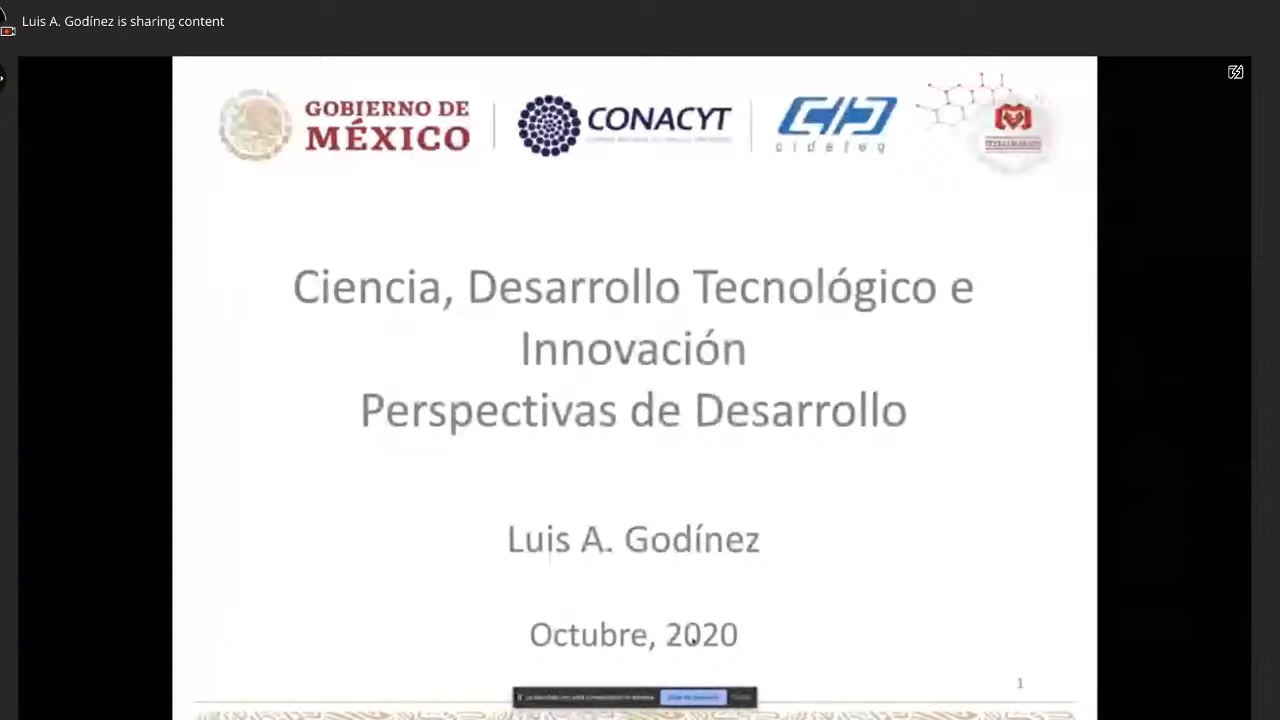 Luis A. Godínez is sharing content
GOBIERNO DE
MÉXICO
CONACYT
cideteq
Ciencia, Desarrollo Tecnológico e
Innovación
Perspectivas de Desarrollo
Luis A. Godínez
Octubre, 2020
1